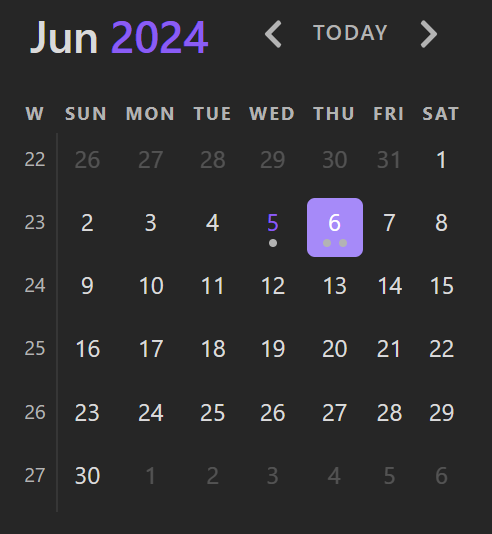 Jun 2024 TODAY
W SUN MON TUE WED THU FRI SAT
22 26 27 28 29 30 31 1
23 2 3 4 5 6 7 8
24 9 10 11 12 13 14 15
25 16 17 18 19 20 21 22
26 23 24 25 26 27 28 29
27 30 1 2 3 4 5 6